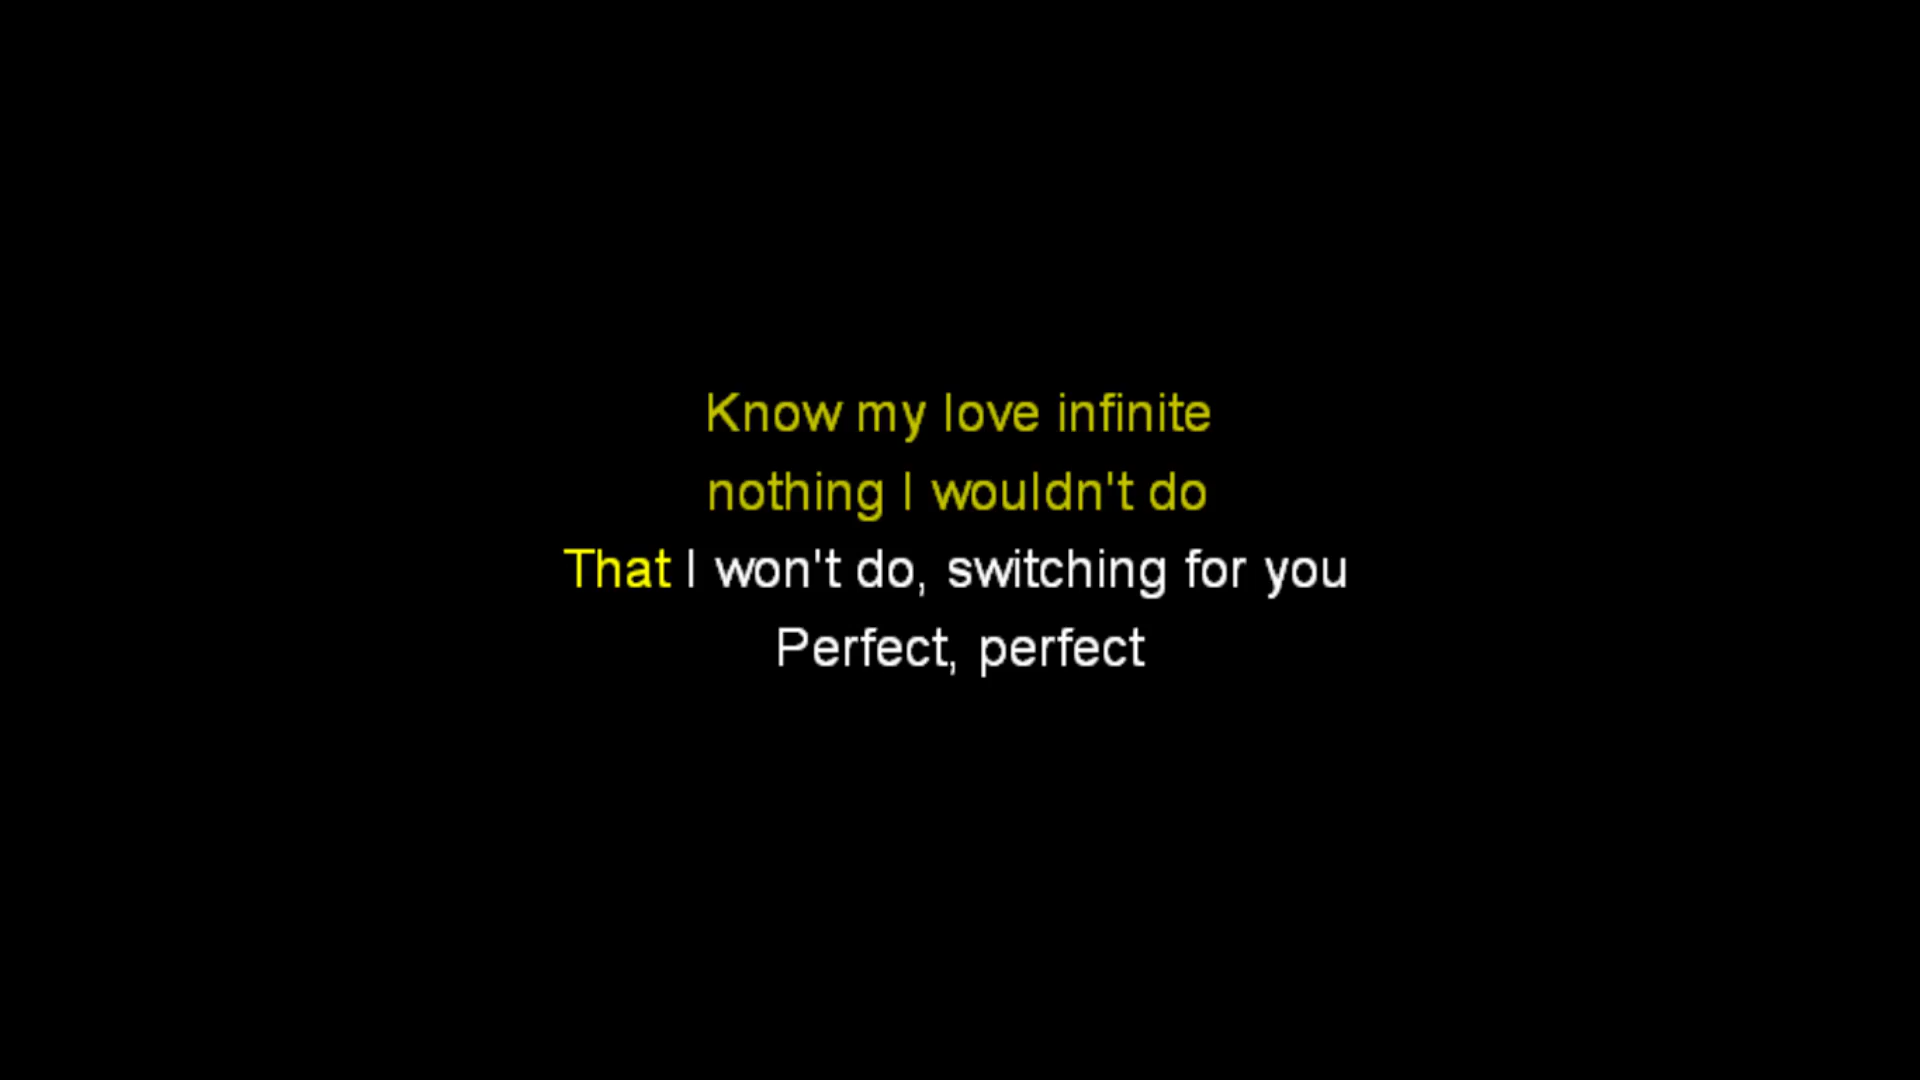 Know my love infinite
nothing I wouldn't do
That I won't do, switching for you
Perfect, perfect